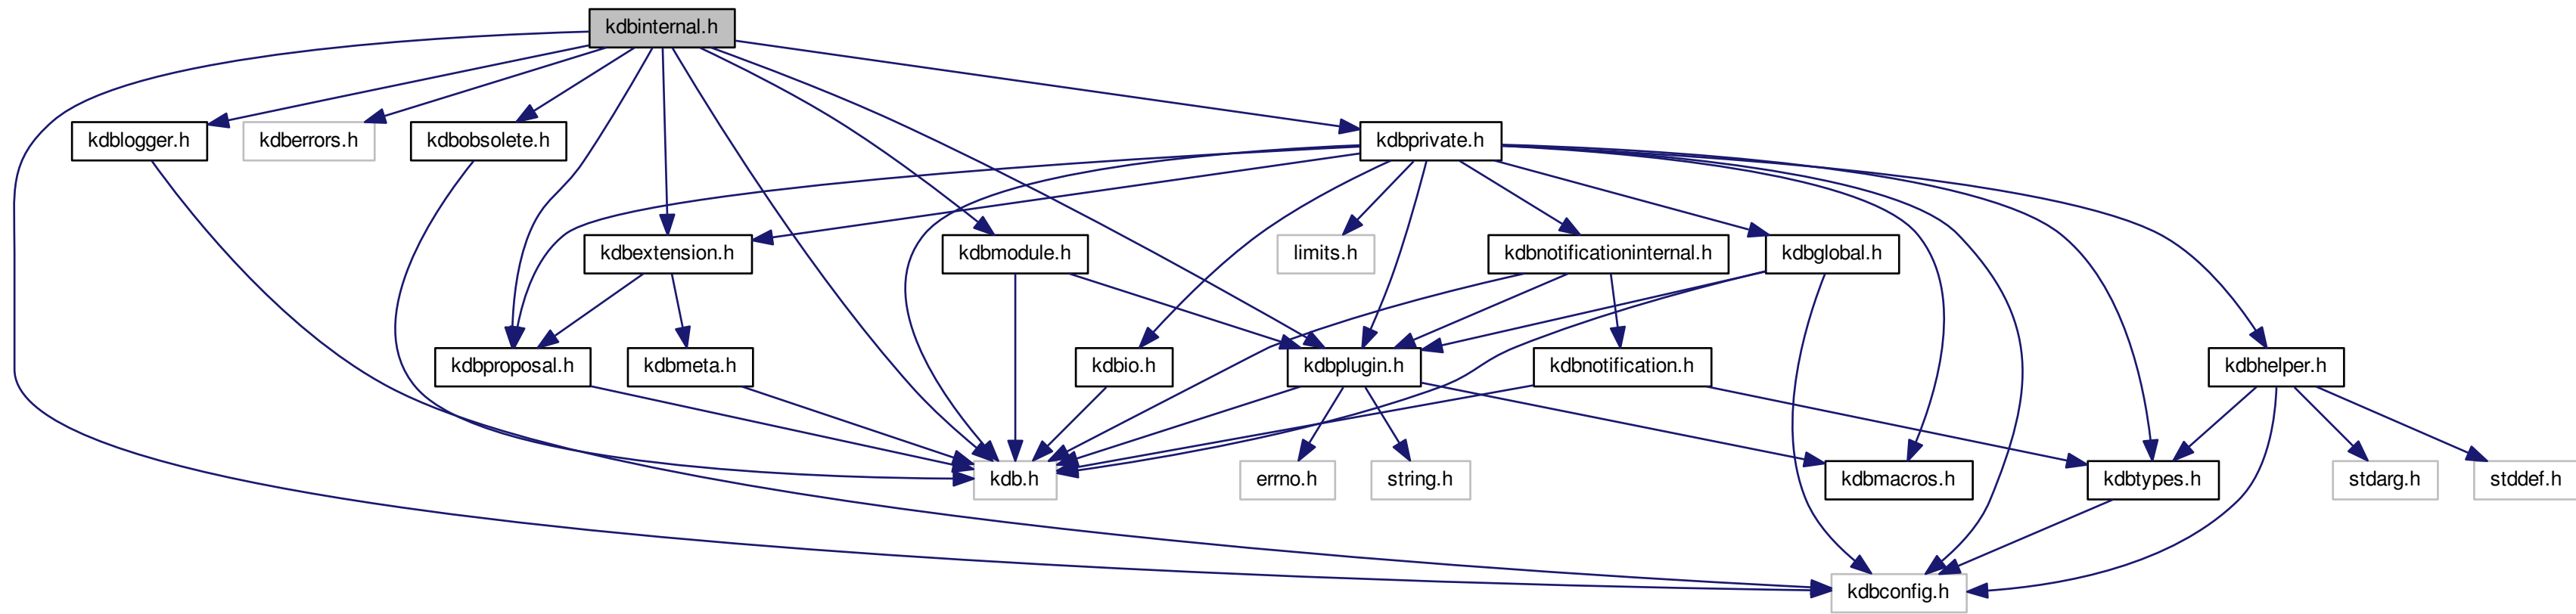 kdbinternal.h
kdblogger.h
kdberrors.h
kdbobsolete.h
kdbprivate.h
kdbextension.h
kdbmodule.h
limits.h
kdbnotificationinternal.h
kdbglobal.h
kdbproposal.h
kdbmeta.h
kdbio.h
kdbplugin.h
kdbnotification.h
kdbhelper.h
kdb.h
errno.h
string.h
kdbmacros.h
kdbtypes.h
stdarg.h
stddef.h
kdbconfig.h